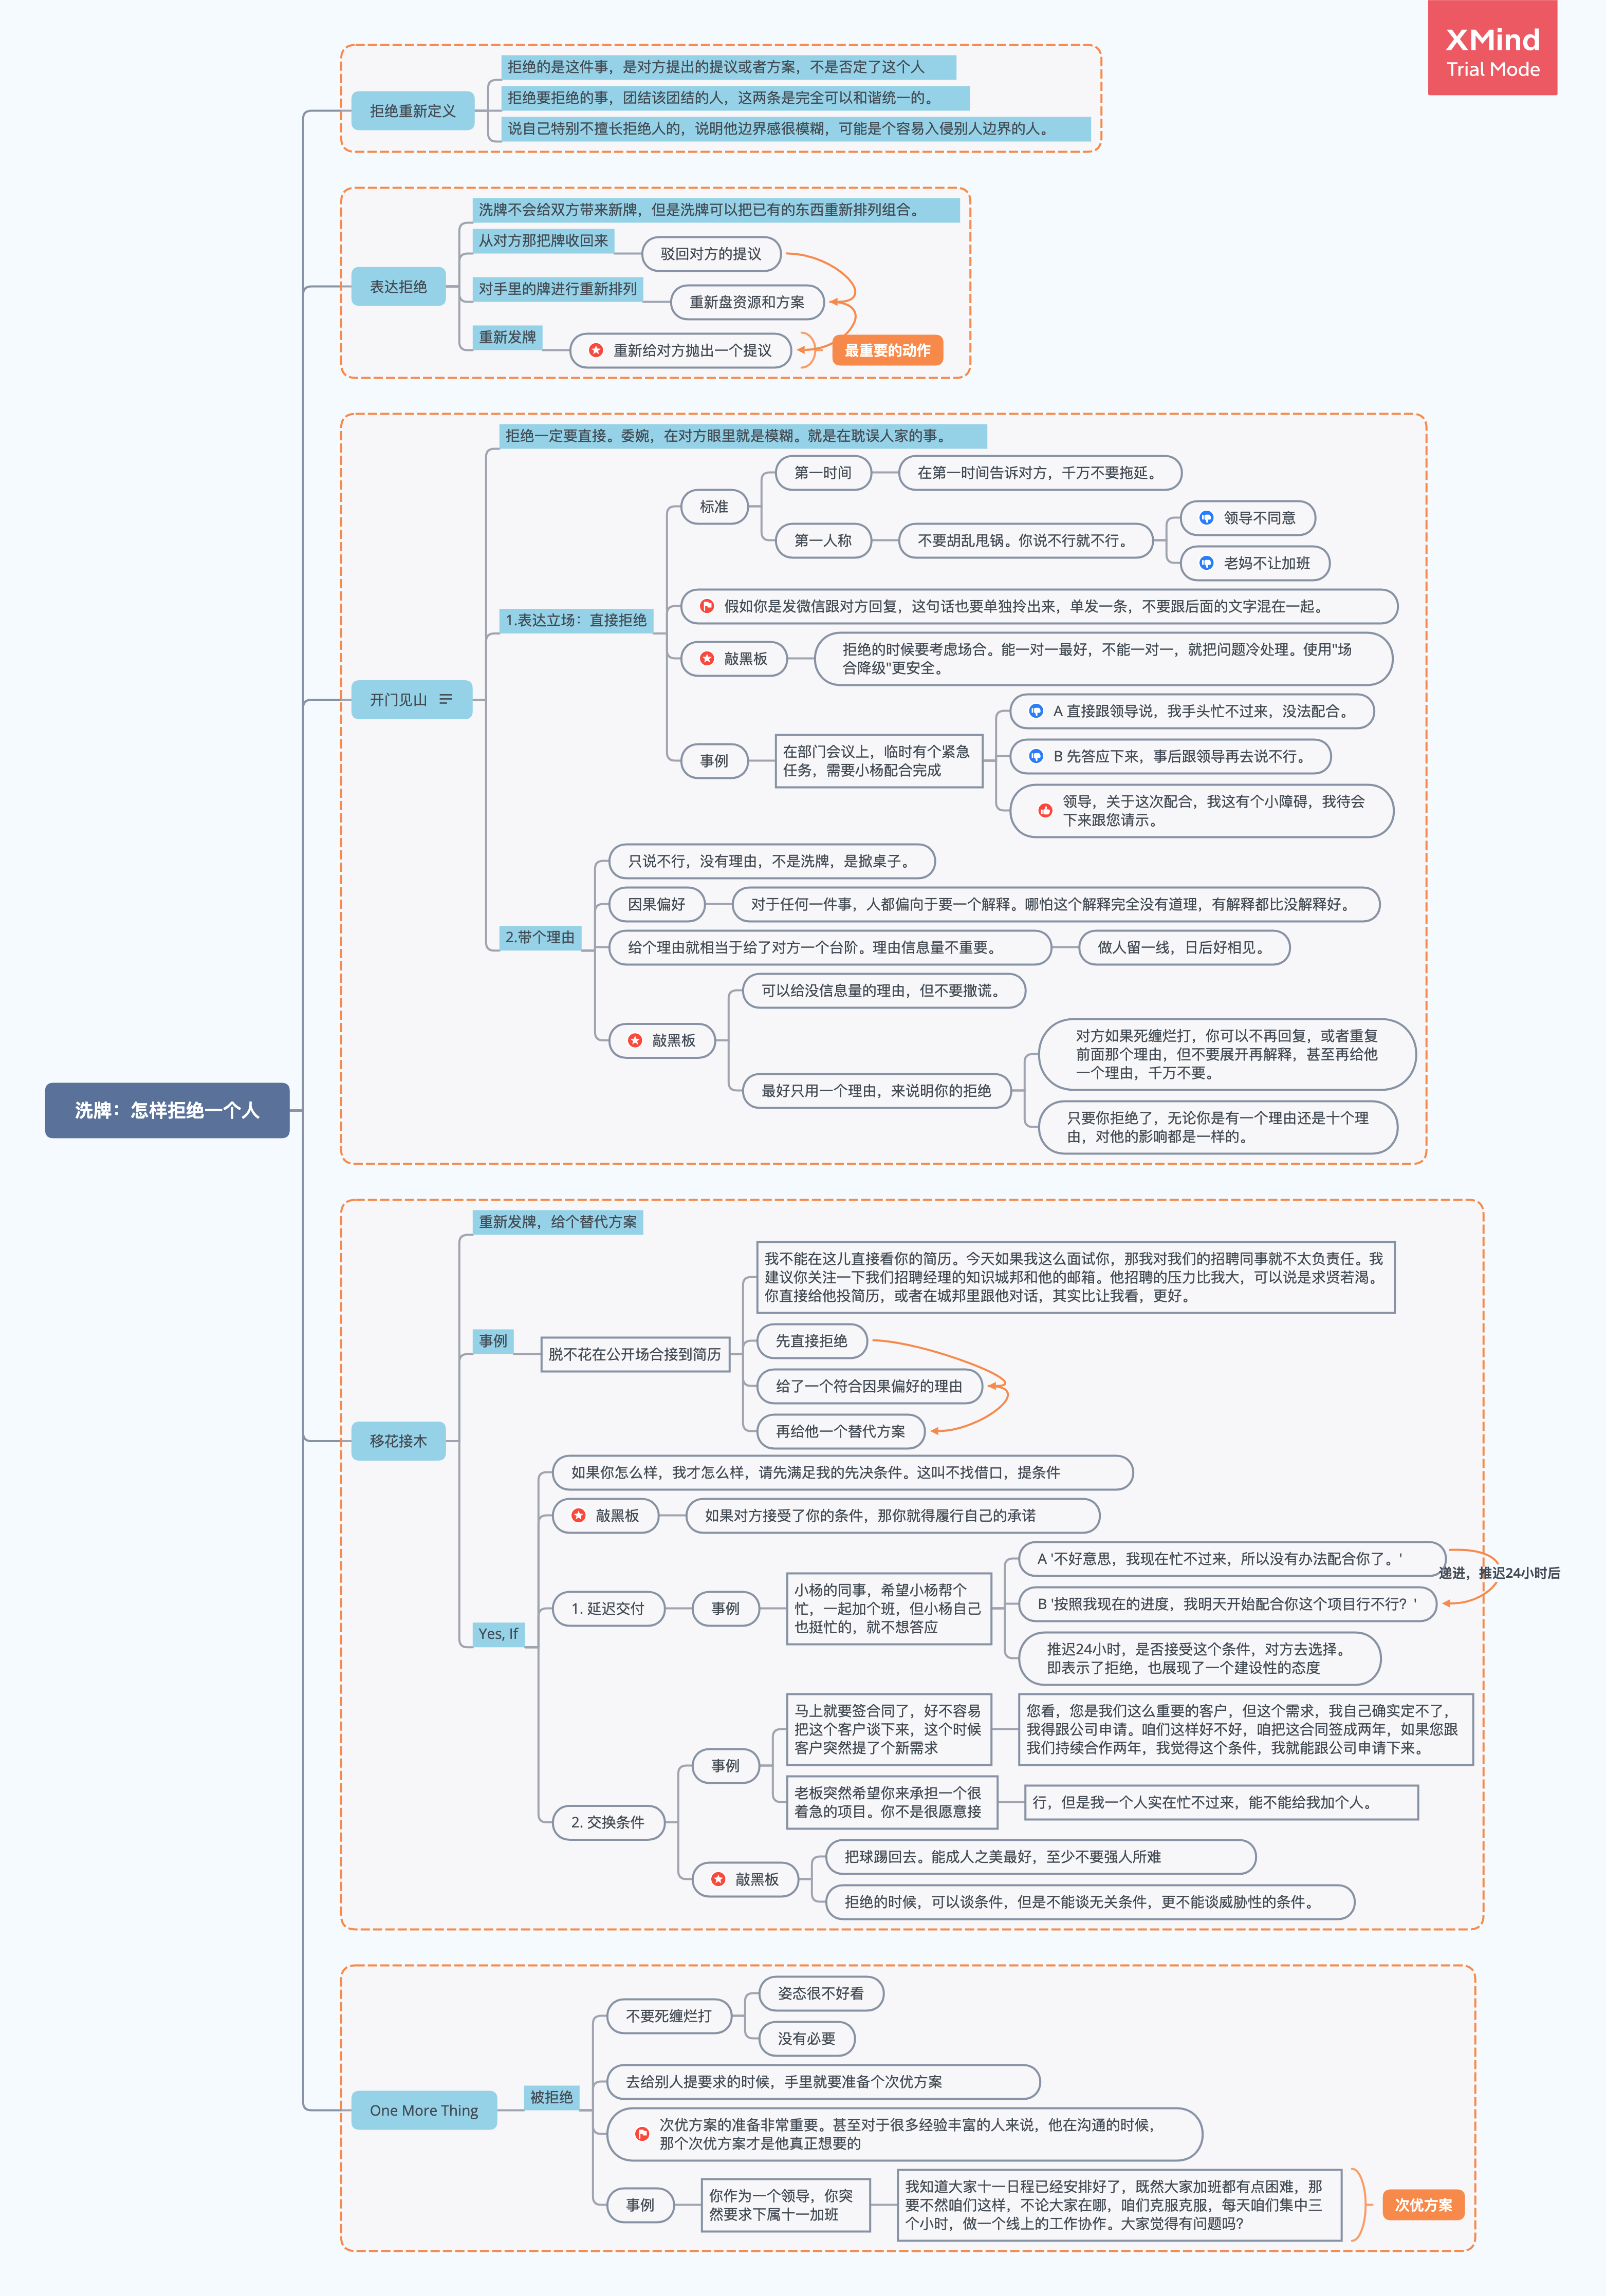 XMind
Trial Mode
拒绝重新定义
拒绝的是这件事，是对方提出的提议或者方案，不是否定了这个人
拒绝要拒绝的事，团结该团结的人，这两条是完全可以和谐统一的。
说自己特别不擅长拒绝人的，说明他边界感很模糊，可能是个容易入侵别人边界的人。
表达拒绝
洗牌不会给双方带来新牌，但是洗牌可以把已有的东西重新排列组合。
从对方那把牌收回来
驳回对方的提议
对手里的牌进行重新排列
重新盘资源和方案
重新发牌
重新给对方抛出一个提议
最重要的动作
开门见山
拒绝一定要直接。委婉，在对方眼里就是模糊。就是在耽误人家的事。
1.表达立场：直接拒绝
标准
第一时间
在第一时间告诉对方，千万不要拖延。
第一人称
不要胡乱甩锅。你说不行就不行。
领导不同意
老妈不让加班
假如你是发微信跟对方回复，这句话也要单独拎出来，单发一条，不要跟后面的文字混在一起。
敲黑板
拒绝的时候要考虑场合。能一对一最好，不能一对一，就把问题冷处理。使用"场
合降级"更安全。
事例
在部门会议上，临时有个紧急
任务，需要小杨配合完成
A 直接跟领导说，我手头忙不过来，没法配合。
B 先答应下来，事后跟领导再去说不行。
领导，关于这次配合，我这有个小障碍，我待会
下来跟您请示。
2.带个理由
只说不行，没有理由，不是洗牌，是掀桌子。
因果偏好
对于任何一件事，人都偏向于要一个解释。哪怕这个解释完全没有道理，有解释都比没解释好。
给个理由就相当于给了对方一个台阶。理由信息量不重要。
做人留一线，日后好相见。
敲黑板
可以给没信息量的理由，但不要撒谎。
最好只用一个理由，来说明你的拒绝
对方如果死缠烂打，你可以不再回复，或者重复
前面那个理由，但不要展开再解释，甚至再给他
一个理由，千万不要。
只要你拒绝了，无论你是有一个理由还是十个理
由，对他的影响都是一样的。
洗牌：怎样拒绝一个人
移花接木
重新发牌，给个替代方案
事例
脱不花在公开场合接到简历
我不能在这儿直接看你的简历。今天如果我这么面试你，那我对我们的招聘同事就不太负责任。我
建议你关注一下我们招聘经理的知识城邦和他的邮箱。他招聘的压力比我大，可以说是求贤若渴。
你直接给他投简历，或者在城邦里跟他对话，其实比让我看，更好。
先直接拒绝
给了一个符合因果偏好的理由
再给他一个替代方案
Yes, If
如果你怎么样，我才怎么样，请先满足我的先决条件。这叫不找借口，提条件
敲黑板
如果对方接受了你的条件，那你就得履行自己的承诺
1. 延迟交付
事例
小杨的同事，希望小杨帮个
忙，一起加个班，但小杨自己
也挺忙的，就不想答应
A '不好意思，我现在忙不过来，所以没有办法配合你了。'
递进，推迟24小时后
B '按照我现在的进度，我明天开始配合你这个项目行不行？'
推迟24小时，是否接受这个条件，对方去选择。
即表示了拒绝，也展现了一个建设性的态度
2. 交换条件
事例
马上就要签合同了，好不容易
把这个客户谈下来，这个时候
客户突然提了个新需求
您看，您是我们这么重要的客户，但这个需求，我自己确实定不了，
我得跟公司申请。咱们这样好不好，咱把这合同签成两年，如果您跟
我们持续合作两年，我觉得这个条件，我就能跟公司申请下来。
老板突然希望你来承担一个很
着急的项目。你不是很愿意接
行，但是我一个人实在忙不过来，能不能给我加个人。
敲黑板
把球踢回去。能成人之美最好，至少不要强人所难
拒绝的时候，可以谈条件，但是不能谈无关条件，更不能谈威胁性的条件。
One More Thing
被拒绝
不要死缠烂打
姿态很不好看
没有必要
去给别人提要求的时候，手里就要准备个次优方案
次优方案的准备非常重要。甚至对于很多经验丰富的人来说，他在沟通的时候，
那个次优方案才是他真正想要的
事例
你作为一个领导，你突
然要求下属十一加班
我知道大家十一日程已经安排好了，既然大家加班都有点困难，那
要不然咱们这样，不论大家在哪，咱们克服克服，每天咱们集中三
个小时，做一个线上的工作协作。大家觉得有问题吗？
次优方案